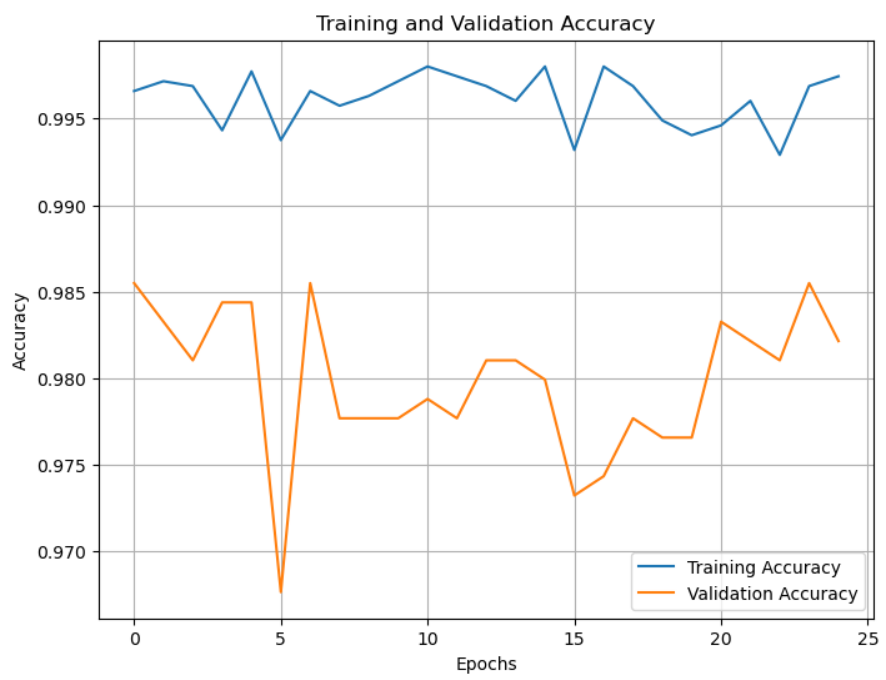 Training and Validation Accuracy
Accuracy
0.995
0.990
0.985
0.980
0.975
0.970
Training Accuracy
Validation Accuracy
0 5 10 15 20 25
Epochs